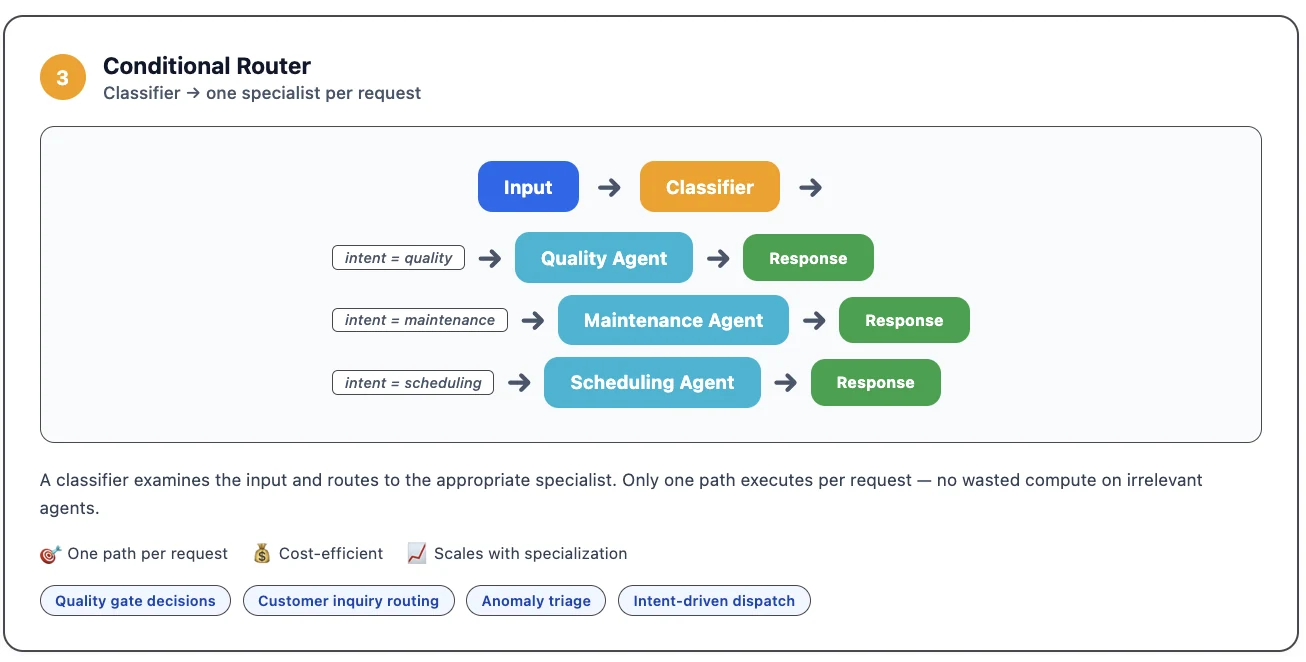 3
Conditional Router
Classifier → one specialist per request
Input → Classifier →
intent = quality → Quality Agent → Response
intent = maintenance → Maintenance Agent → Response
intent = scheduling → Scheduling Agent → Response
A classifier examines the input and routes to the appropriate specialist. Only one path executes per request — no wasted compute on irrelevant
agents.
🎯 One path per request 💰 Cost-efficient 📈 Scales with specialization
Quality gate decisions Customer inquiry routing Anomaly triage Intent-driven dispatch